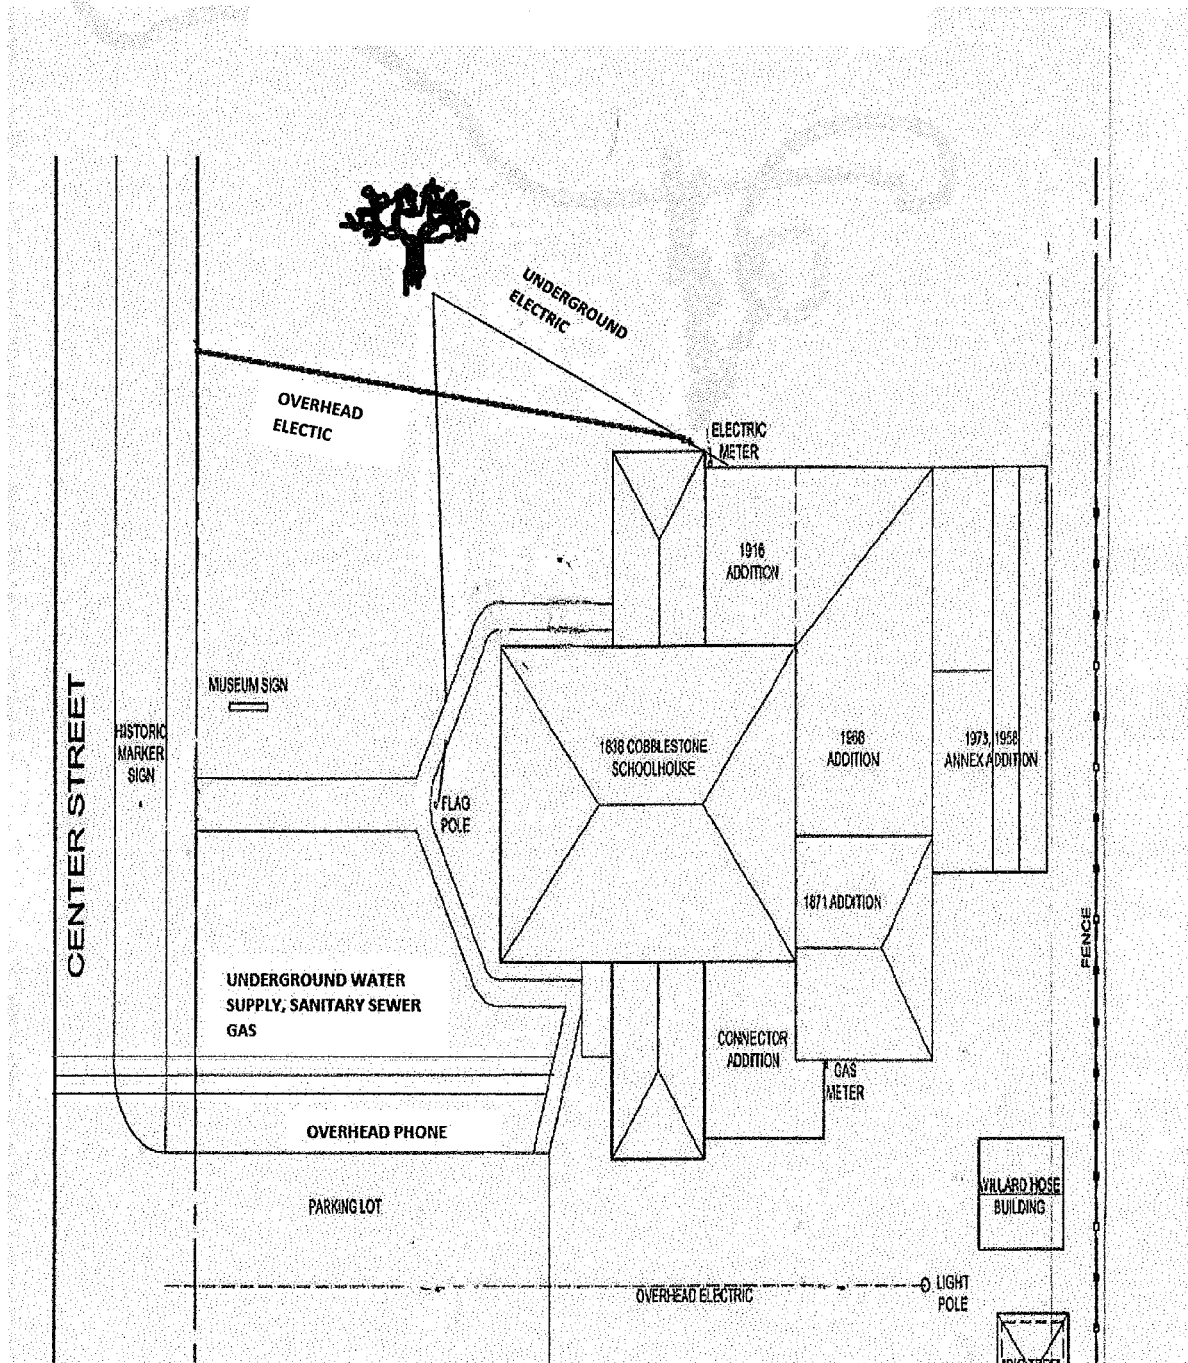 UNDERGROUND
ELECTRIC
OVERHEAD
ELECTIC
ELECTRIC
METER
1916
ADDITION
MUSEUM SIGN
HISTORIC
MARKER
SIGN
CENTER STREET
1838 COBBLESTONE
SCHOOLHOUSE
1968
ADDITION
1973, 1958
ANNEX ADDITION
FLAG
POLE
1871 ADDITION
FENCE
UNDERGROUND WATER
SUPPLY, SANITARY SEWER
GAS
CONNECTOR
ADDITION
GAS
METER
OVERHEAD PHONE
WILLARD HOSE
BUILDING
PARKING LOT
OVERHEAD ELECTRIC
LIGHT
POLE